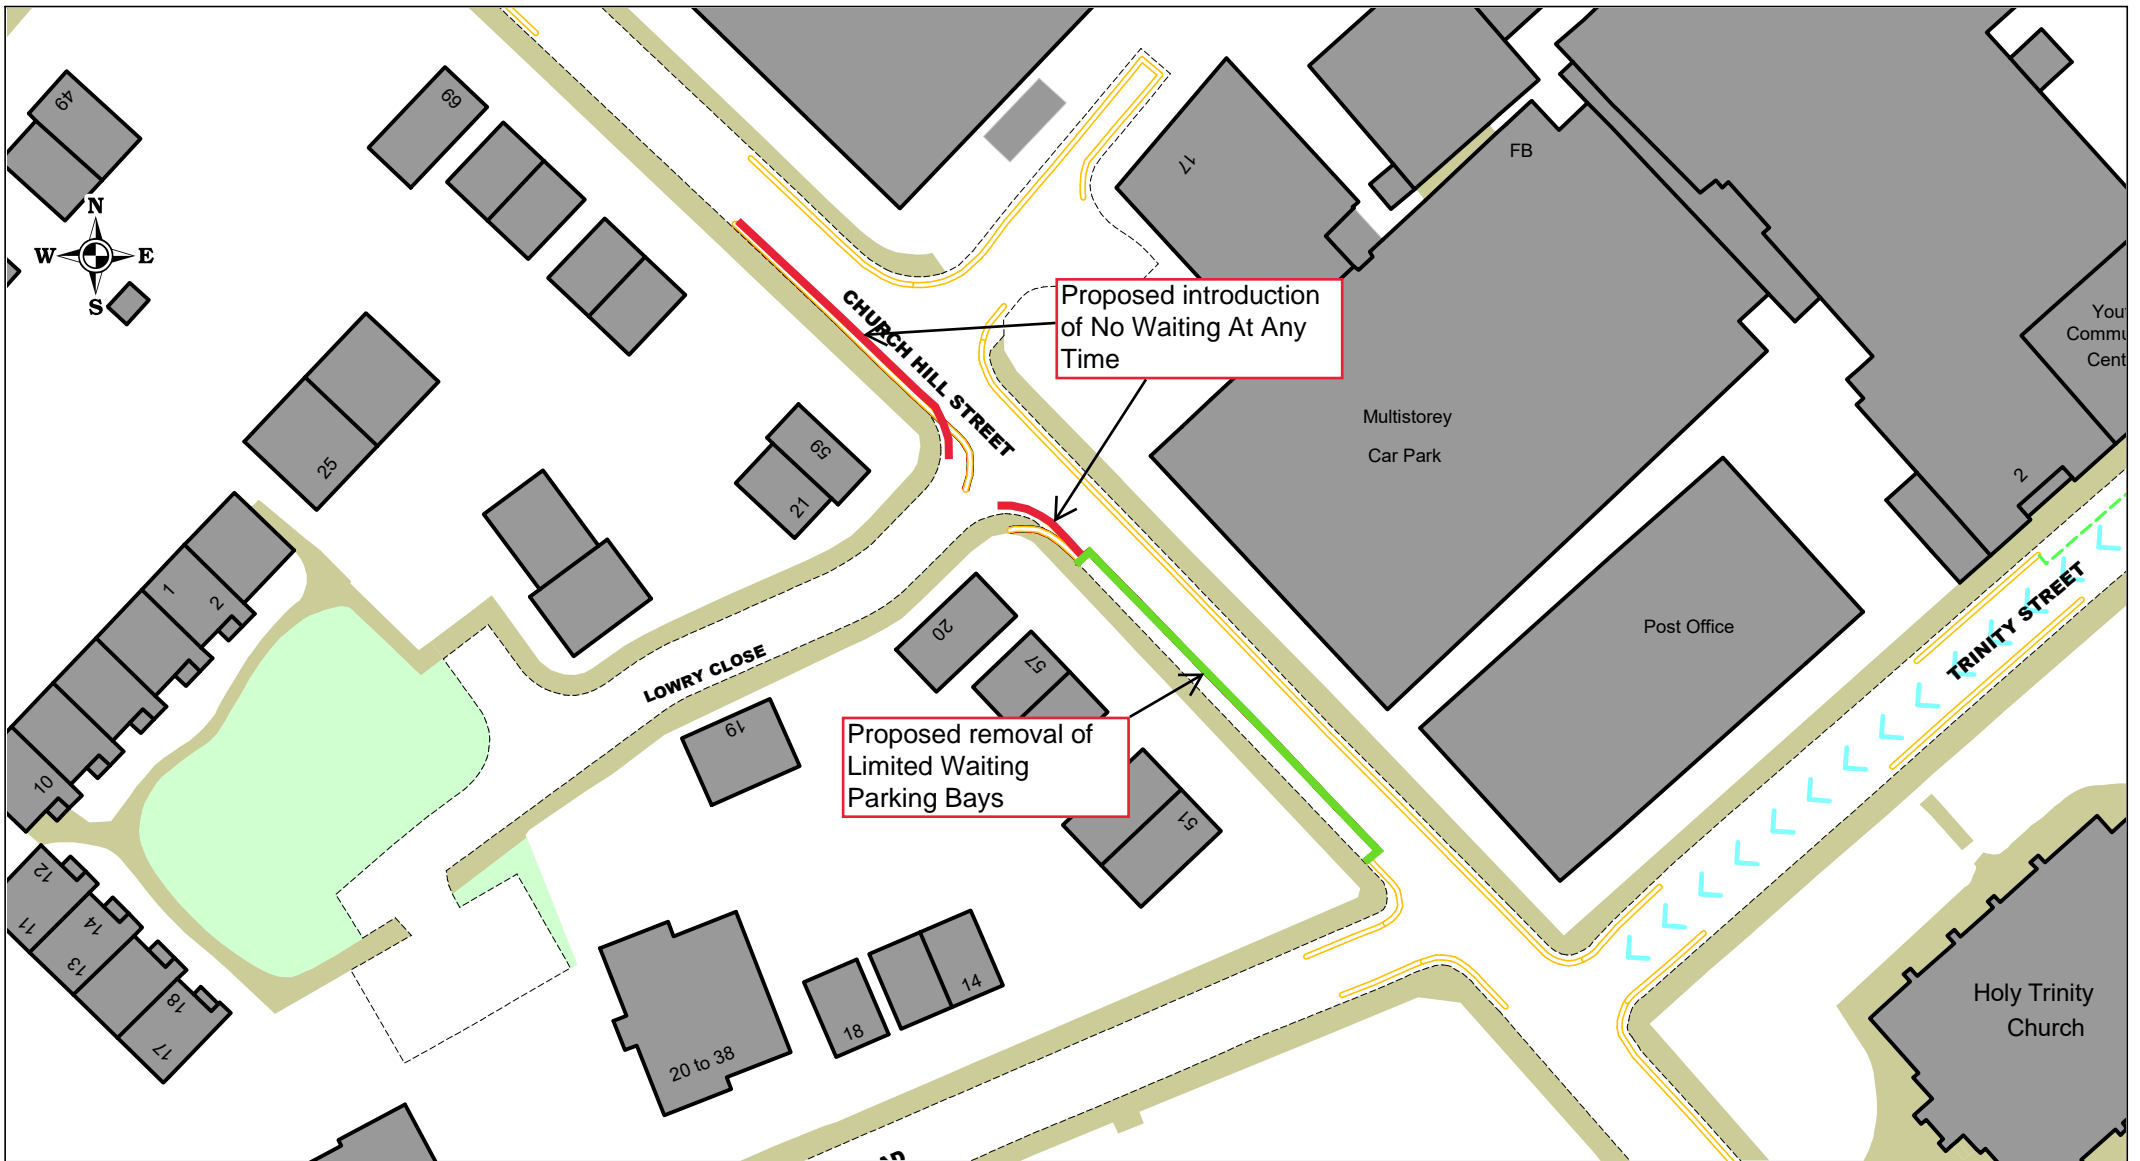 49
69
17
FB
N
W E
S
CHURCH HILL STREET
Proposed introduction
of No Waiting At Any
Time
Multistorey
Car Park
Cent
25
59
21
2
1
2
20
57
Post Office
TRINITY STREET
LOWRY CLOSE
19
Proposed removal of
Limited Waiting
Parking Bays
51
10
12
11
14
13
18
17
20 to 38
18
14
Holy Trinity
Church